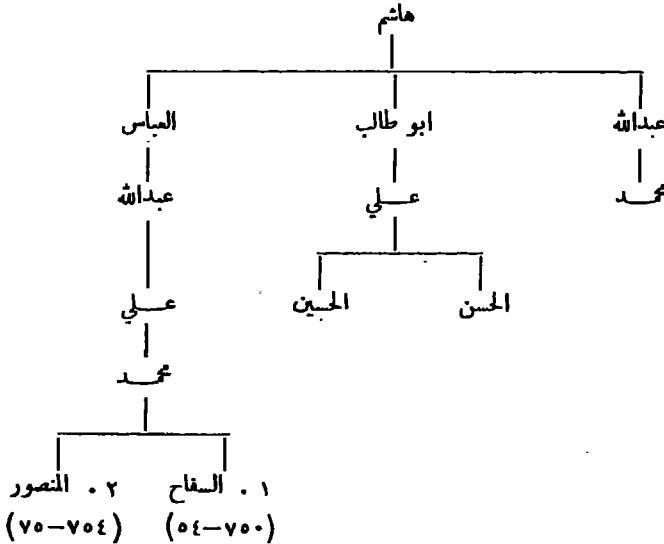 هاشم
عبدالله ابو طالب العباس
محمد علي عبدالله
الحسن الحسين علي
محمد
١ . السفاح ٢ . المنصور
(٧٥٠–٥٤) (٧٥٤–٧٥)